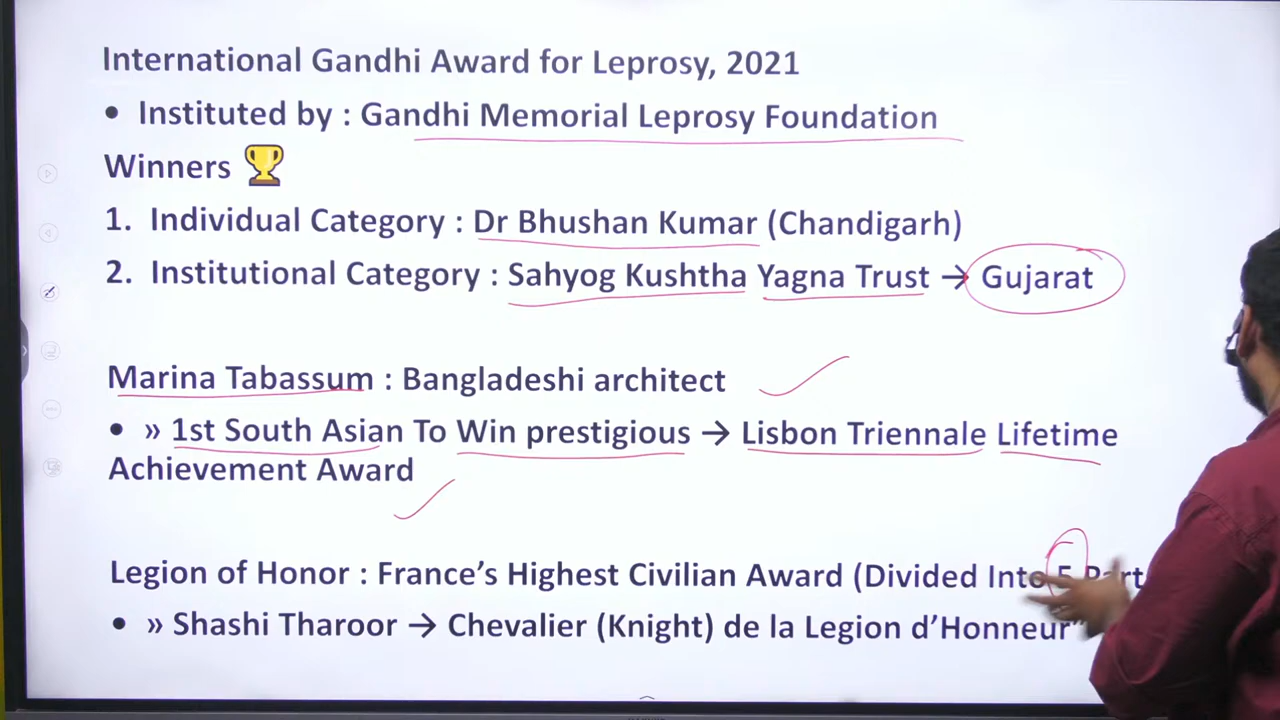 International Gandhi Award for Leprosy, 2021
• Instituted by : Gandhi Memorial Leprosy Foundation
Winners 🏆
1. Individual Category : Dr Bhushan Kumar (Chandigarh)
2. Institutional Category : Sahyog Kushtha Yagna Trust → Gujarat
Marina Tabassum : Bangladeshi architect
• » 1st South Asian To Win prestigious → Lisbon Triennale Lifetime
Achievement Award
Legion of Honor : France's Highest Civilian Award (Divided Into 5 Part
• » Shashi Tharoor → Chevalier (Knight) de la Legion d'Honneur"